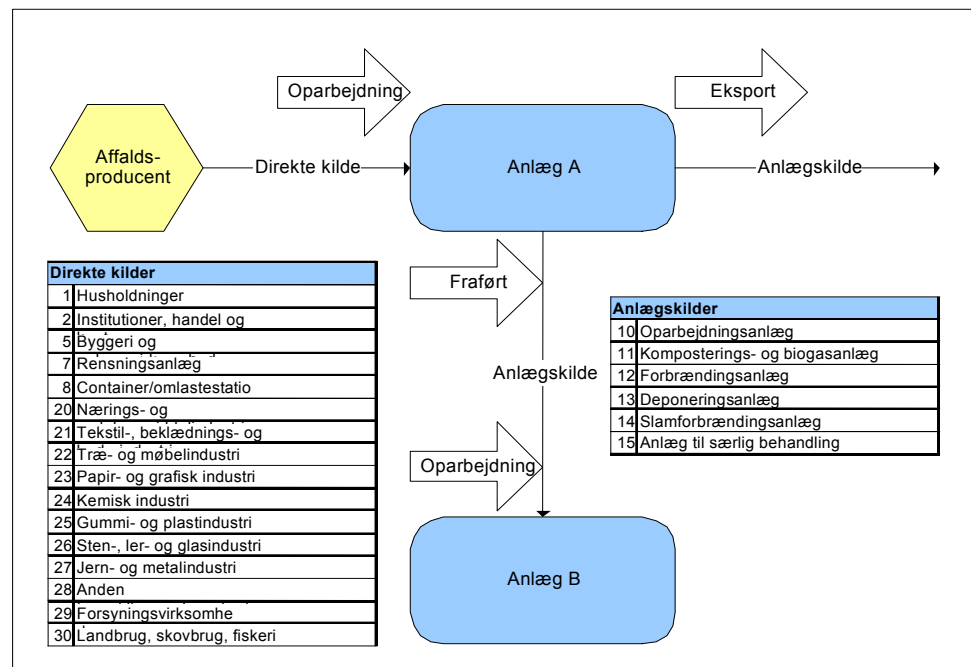 Oparbejdning
Eksport
Affalds-
producent
Direkte kilde
Anlæg A
Anlægskilde
Fraført
Direkte kilder
1 Husholdninger
2 Institutioner, handel og
5 Byggeri og
7 Rensningsanlæg
8 Container/omlastestatio
20 Nærings- og
21 Tekstil-, beklædnings- og
22 Træ- og møbelindustri
23 Papir- og grafisk industri
24 Kemisk industri
25 Gummi- og plastindustri
26 Sten-, ler- og glasindustri
27 Jern- og metalindustri
28 Anden
29 Forsyningsvirksomhe
30 Landbrug, skovbrug, fiskeri
Anlægskilde
Anlægskilder
10 Oparbejdningsanlæg
11 Komposterings- og biogasanlæg
12 Forbrændingsanlæg
13 Deponeringsanlæg
14 Slamforbrændingsanlæg
15 Anlæg til særlig behandling
Oparbejdning
Anlæg B